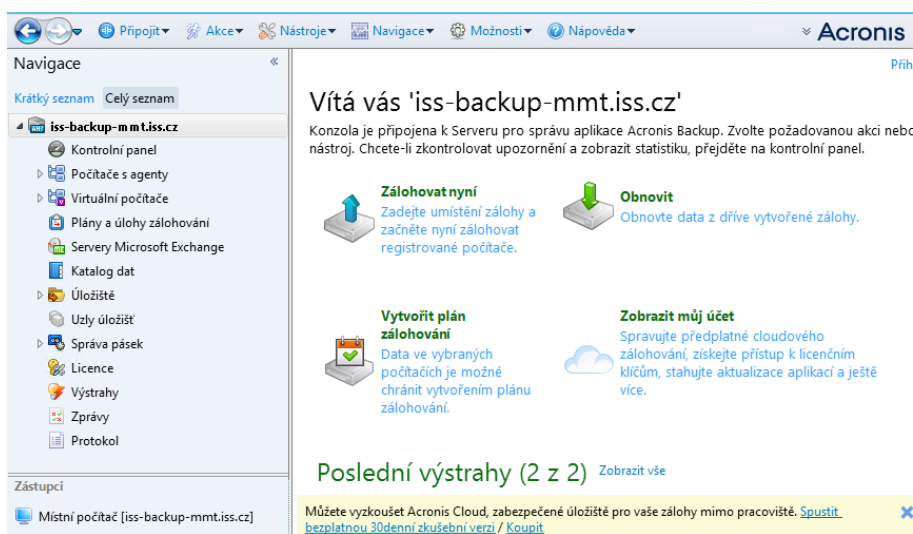 Připojit Akce Nástroje Navigace Možnosti Nápověda Acronis
Navigace
Krátký seznam Celý seznam
iss-backup-mmt.iss.cz
Kontrolní panel
Počítače s agenty
Virtuální počítače
Plány a úlohy zálohování
Servery Microsoft Exchange
Katalog dat
Úložiště
Uzly úložišť
Správa pásek
Licence
Výstrahy
Zprávy
Protokol
Zástupci
Místní počítač [iss-backup-mmt.iss.cz]
Přih
Vítá vás 'iss-backup-mmt.iss.cz'
Konzola je připojena k Serveru pro správu aplikace Acronis Backup. Zvolte požadovanou akci nebo
nástroj. Chcete-li zkontrolovat upozornění a zobrazit statistiku, přejděte na kontrolní panel.
Zálohovat nyní
Zadejte umístění zálohy a
začněte nyní zálohovat
registrované počítače.
Obnovit
Obnovte data z dříve vytvořené zálohy.
Vytvořit plán
zálohování
Data ve vybraných
počítačích je možné
chránit vytvořením plánu
zálohování.
Zobrazit můj účet
Spravujte předplatné cloudového
zálohování, získejte přístup k licenčním
klíčům, stahujte aktualizace aplikací a ještě
více.
Poslední výstrahy (2 z 2) Zobrazit vše
Můžete vyzkoušet Acronis Cloud, zabezpečené úložiště pro vaše zálohy mimo pracoviště. Spustit
bezplatnou 30denní zkušební verzi / Koupit